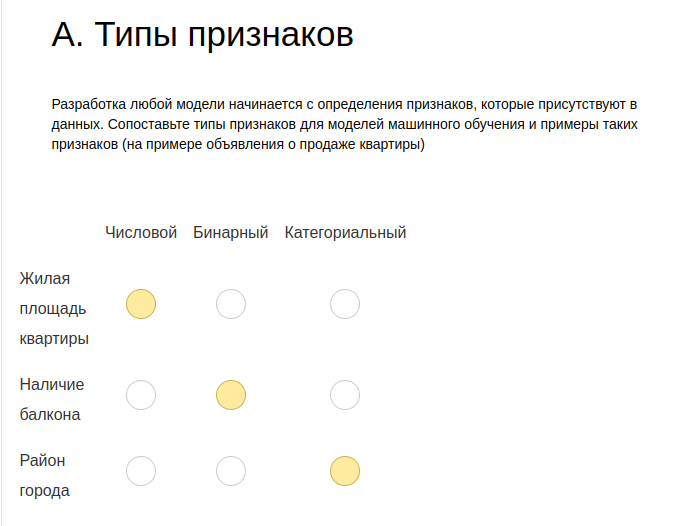 А. Типы признаков
Разработка любой модели начинается с определения признаков, которые присутствуют в
данных. Сопоставьте типы признаков для моделей машинного обучения и примеры таких
признаков (на примере объявления о продаже квартиры)
Числовой Бинарный Категориальный
Жилая
площадь
квартиры
Наличие
балкона
Район
города